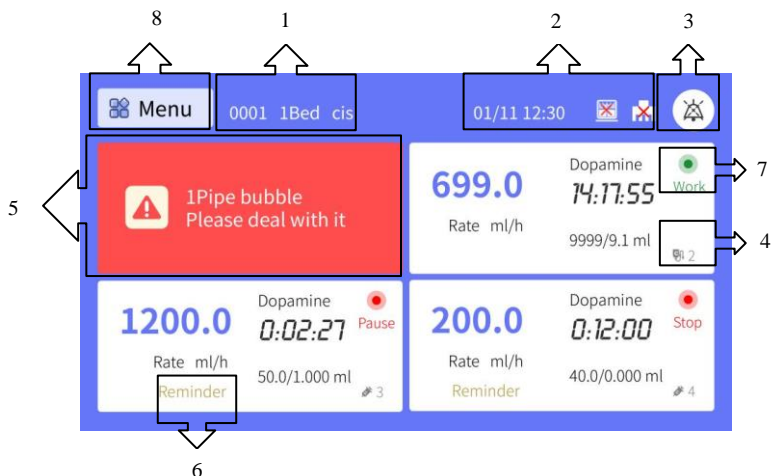 8
1
2
3
Menu
0001 1Bed cis
01/11 12:30
5
1Pipe bubble
Please deal with it
699.0
Rate ml/h
Dopamine
14:17:55
9999/9.1 ml
Work
2
7
4
1200.0
Rate ml/h
Reminder
Dopamine
0:02:27
50.0/1.000 ml
Pause
3
200.0
Rate ml/h
Reminder
Dopamine
0:12:00
40.0/0.000 ml
Stop
4
6